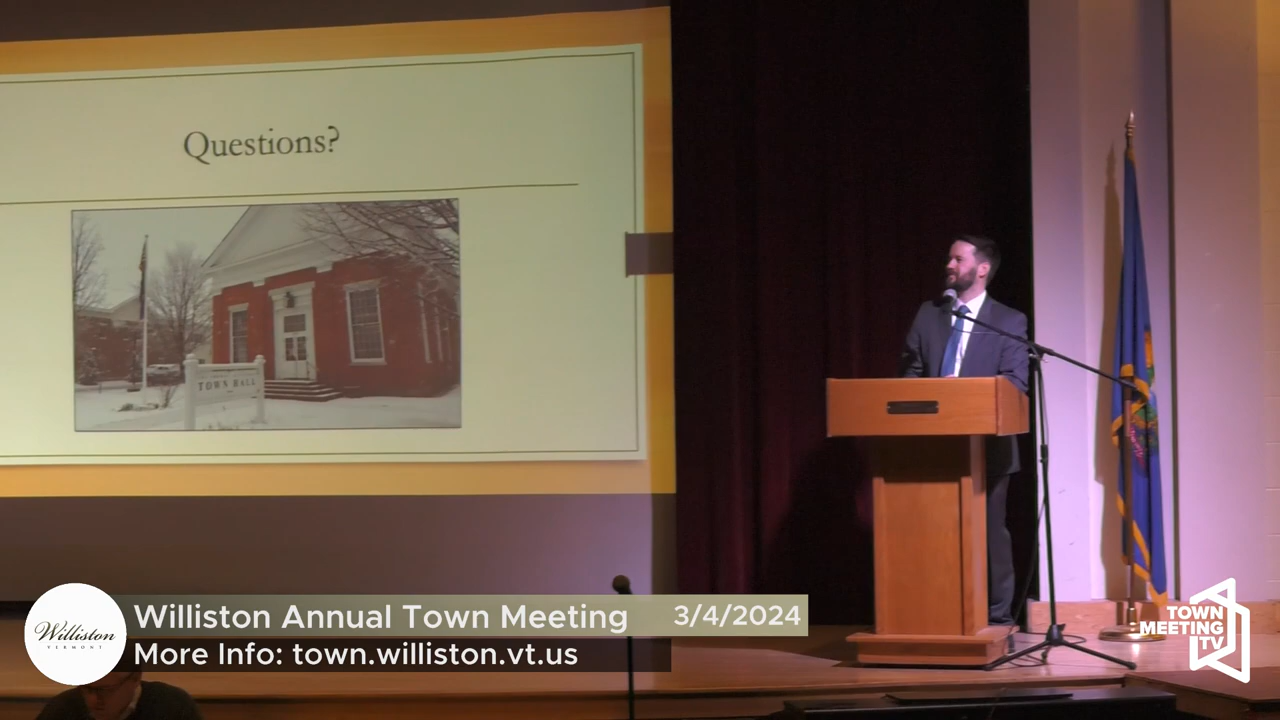 Questions?
TOWN HALL
Williston
VERMONT
Williston Annual Town Meeting 3/4/2024
More Info: town.williston.vt.us
TOWN
MEETING
TV